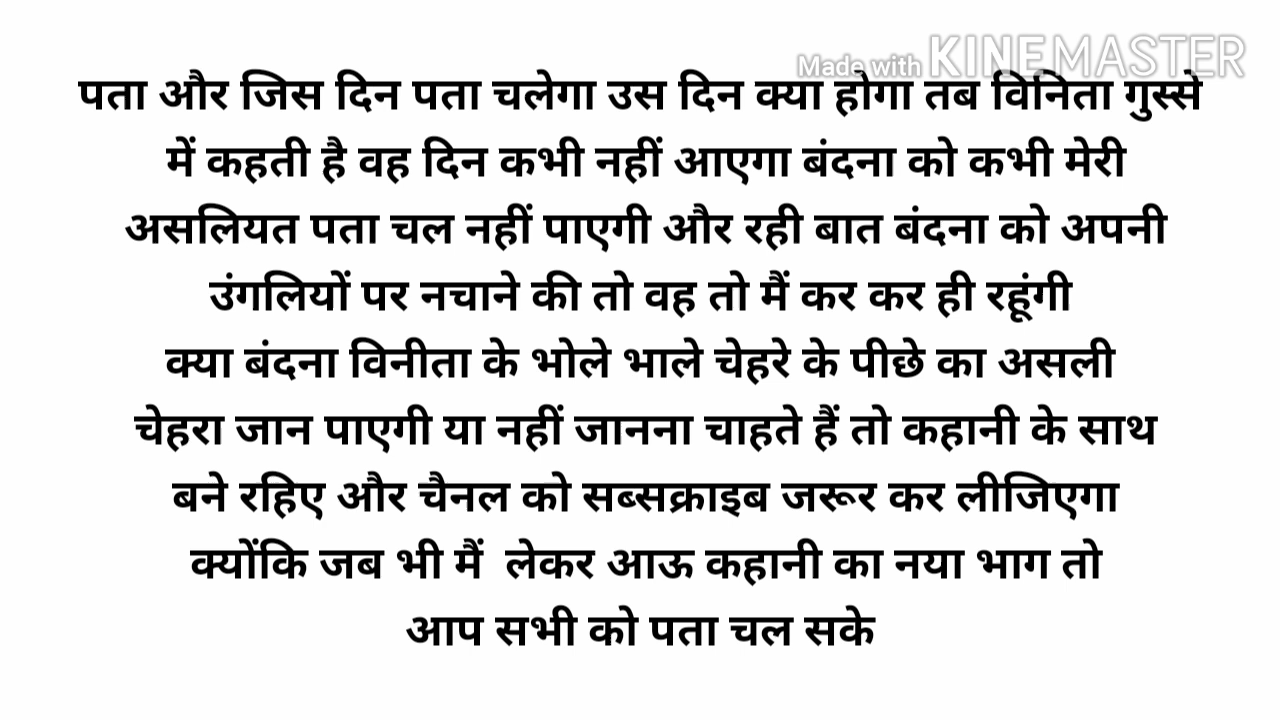 Made with KINEMASTER
पता और जिस दिन पता चलेगा उस दिन क्या होगा तब विनिता गुस्से
में कहती है वह दिन कभी नहीं आएगा बंदना को कभी मेरी
असलियत पता चल नहीं पाएगी और रही बात बंदना को अपनी
उंगलियों पर नचाने की तो वह तो मैं कर कर ही रहूंगी
क्या बंदना विनीता के भोले भाले चेहरे के पीछे का असली
चेहरा जान पाएगी या नहीं जानना चाहते हैं तो कहानी के साथ
बने रहिए और चैनल को सब्सक्राइब जरूर कर लीजिएगा
क्योंकि जब भी मैं लेकर आऊ कहानी का नया भाग तो
आप सभी को पता चल सके